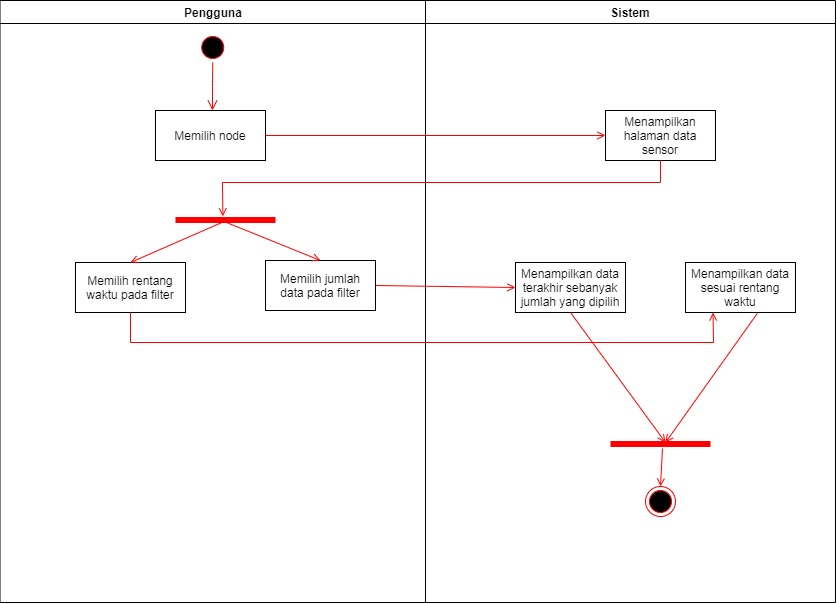 Pengguna
Sistem
Memilih node
Menampilkan
halaman data
sensor
Memilih rentang
waktu pada filter
Memilih jumlah
data pada filter
Menampilkan data
terakhir sebanyak
jumlah yang dipilih
Menampilkan data
sesuai rentang
waktu